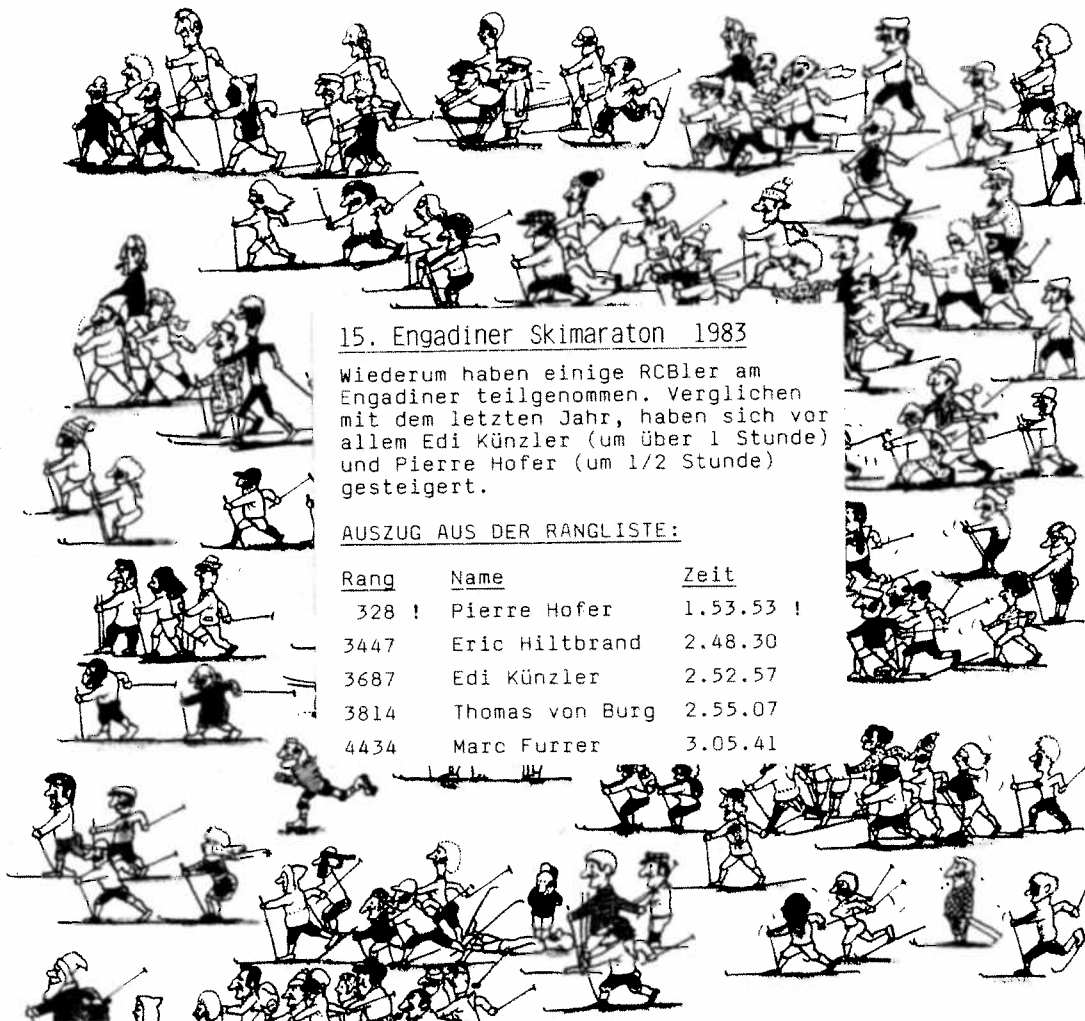 15. Engadiner Skimaraton 1983
Wiederum haben einige RCBler am
Engadiner teilgenommen. Verglichen
mit dem letzten Jahr, haben sich vor
allem Edi Künzler (um über 1 Stunde)
und Pierre Hofer (um 1/2 Stunde)
gesteigert.
AUSZUG AUS DER RANGLISTE:
Rang Name Zeit
328 ! Pierre Hofer 1.53.53 !
3447 Eric Hiltbrand 2.48.30
3687 Edi Künzler 2.52.57
3814 Thomas von Burg 2.55.07
4434 Marc Furrer 3.05.41